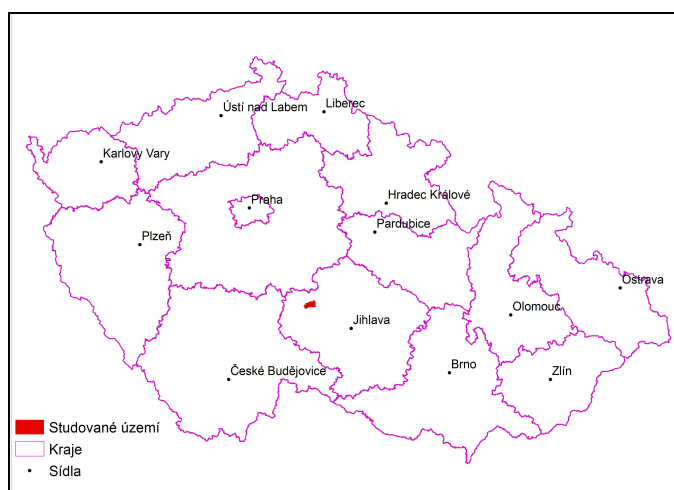 Ústí nad Labem
Liberec
Karlovy Vary
Praha
Hradec Králové
Pardubice
Plzeň
Ostrava
Olomouc
Jihlava
České Budějovice
Brno
Zlín
Studované území
Kraje
Sídla